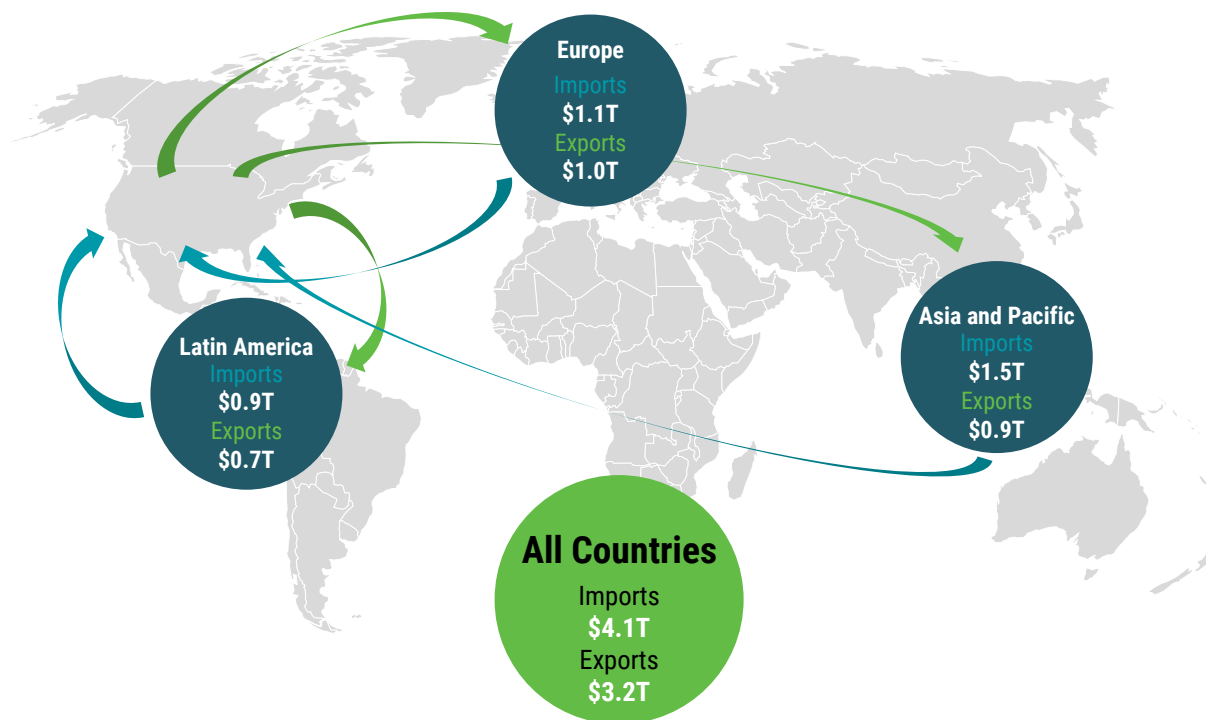 Europe
Imports
$1.1T
Exports
$1.0T
Latin America
Imports
$0.9T
Exports
$0.7T
Asia and Pacific
Imports
$1.5T
Exports
$0.9T
All Countries
Imports
$4.1T
Exports
$3.2T